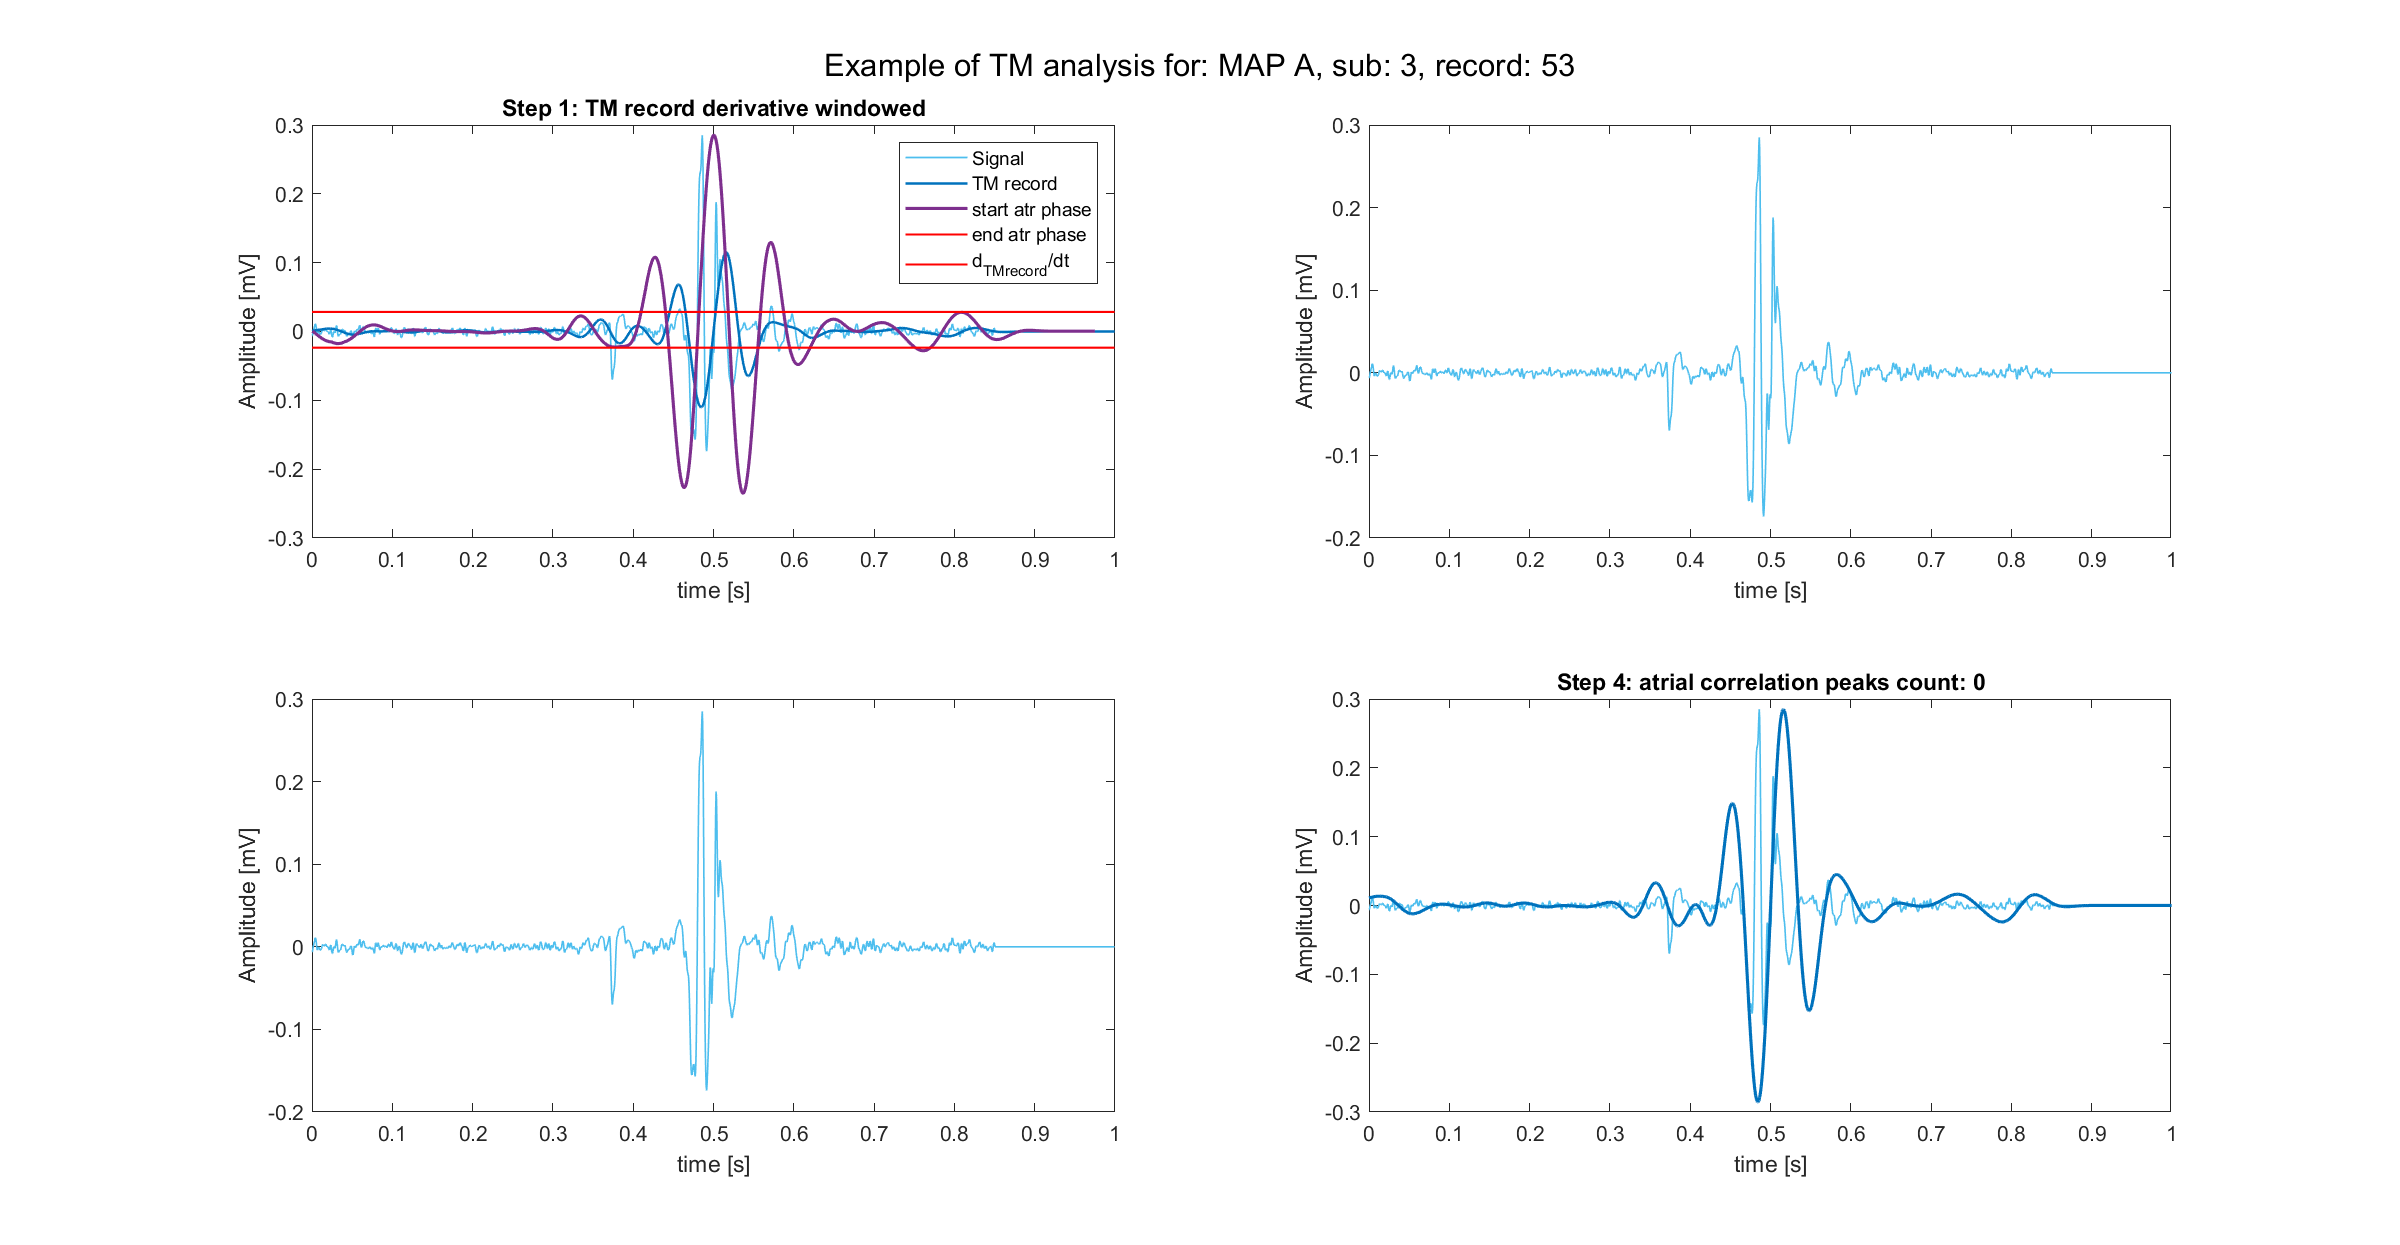 Example of TM analysis for: MAP A, sub: 3, record: 53
Step 1: TM record derivative windowed
0.3
0.2
0.1
0
-0.1
-0.2
-0.3
Amplitude [mV]
0 0.1 0.2 0.3 0.4 0.5 0.6 0.7 0.8 0.9 1
time [s]
Signal
TM record
start atr phase
end atr phase
d_TMrecord/dt
0.3
0.2
0.1
0
-0.1
-0.2
Amplitude [mV]
0 0.1 0.2 0.3 0.4 0.5 0.6 0.7 0.8 0.9 1
time [s]
0.3
0.2
0.1
0
-0.1
-0.2
Amplitude [mV]
0 0.1 0.2 0.3 0.4 0.5 0.6 0.7 0.8 0.9 1
time [s]
Step 4: atrial correlation peaks count: 0
0.3
0.2
0.1
0
-0.1
-0.2
-0.3
Amplitude [mV]
0 0.1 0.2 0.3 0.4 0.5 0.6 0.7 0.8 0.9 1
time [s]